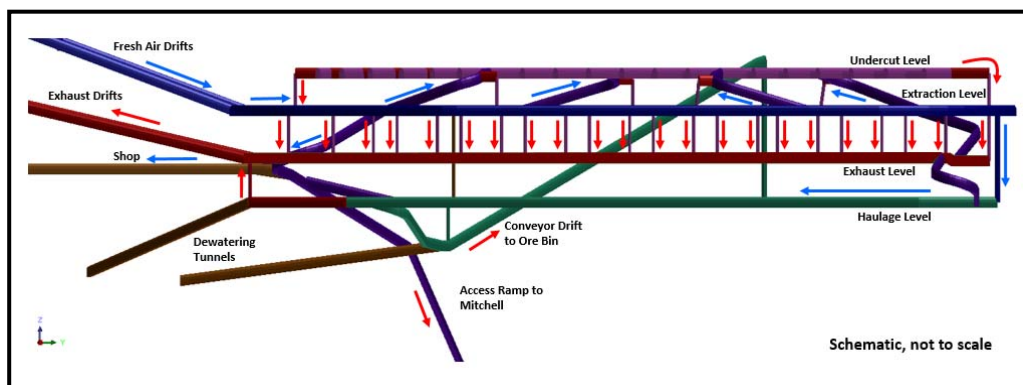 Fresh Air Drifts
Undercut Level
Exhaust Drifts
Extraction Level
Shop
Exhaust Level
Haulage Level
Dewatering
Tunnels
Conveyor Drift
to Ore Bin
Access Ramp to
Mitchell
Z
Y
Schematic, not to scale